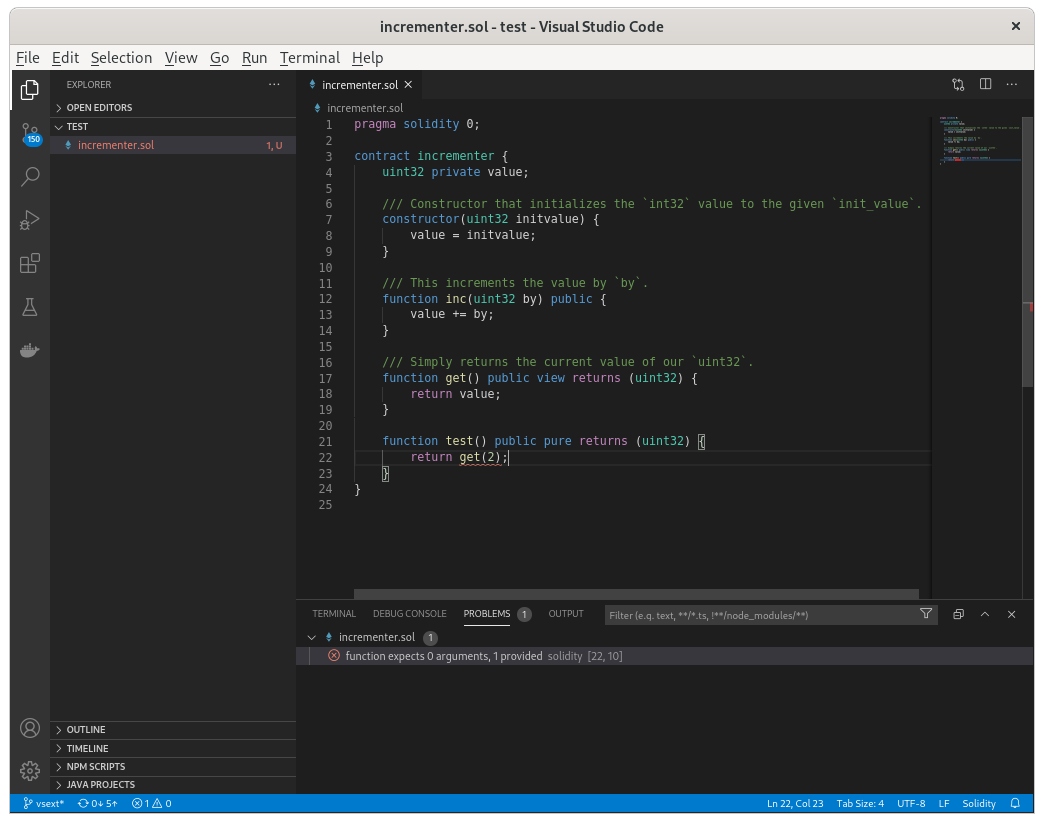 incrementer.sol - test - Visual Studio Code
File Edit Selection View Go Run Terminal Help
EXPLORER
OPEN EDITORS
TEST
incrementer.sol 1, U
150
incrementer.sol
incrementer.sol
1 pragma solidity 0;
2
3 contract incrementer {
4     uint32 private value;
5
6     /// Constructor that initializes the `int32` value to the given `init_value`.
7     constructor(uint32 initvalue) {
8         value = initvalue;
9     }
10
11     /// This increments the value by `by`.
12     function inc(uint32 by) public {
13         value += by;
14     }
15
16     /// Simply returns the current value of our `uint32`.
17     function get() public view returns (uint32) {
18         return value;
19     }
20
21     function test() public pure returns (uint32) {
22         return get(2);
23     }
24 }
25
TERMINAL DEBUG CONSOLE PROBLEMS 1 OUTPUT Filter (e.g. text, **/*.ts, !**/node_modules/**)
incrementer.sol 1
function expects 0 arguments, 1 provided solidity [22, 10]
OUTLINE
TIMELINE
NPM SCRIPTS
JAVA PROJECTS
vsext* 0↓ 5↑ 1 0 Ln 22, Col 23 Tab Size: 4 UTF-8 LF Solidity